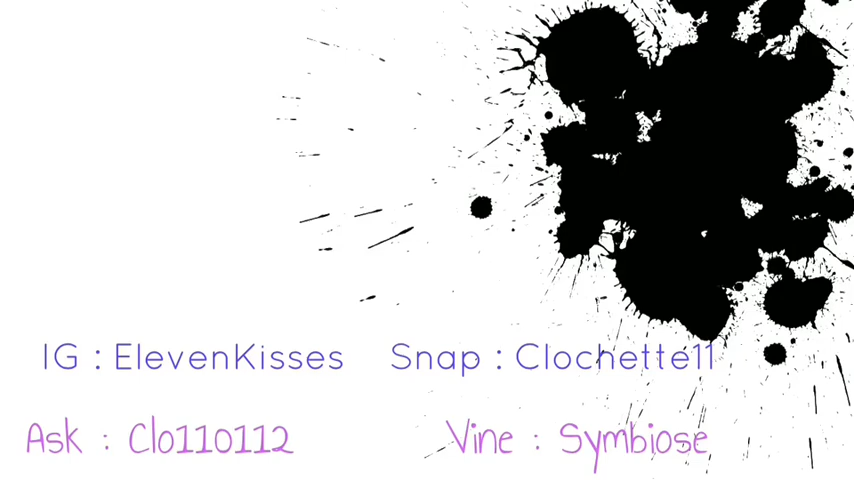 IG : ElevenKisses Snap : Clochette11
Ask : Clo110112 Vine : Symbiose